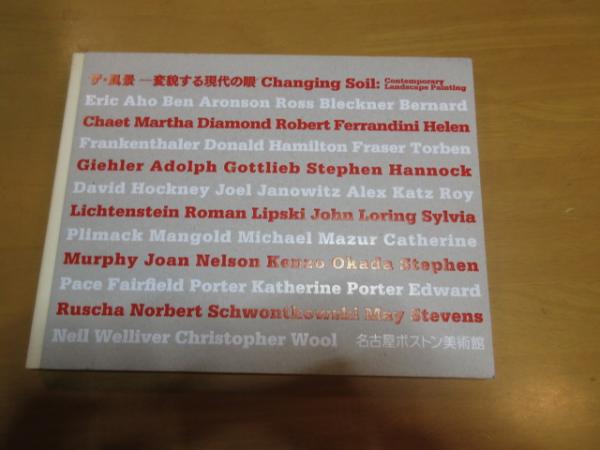 ザ・風景 ―変貌する現代の眼 Changing Soil: Contemporary Landscape Painting
Eric Aho Ben Aronson Ross Bleckner Bernard
Chaet Martha Diamond Robert Ferrandini Helen
Frankenthaler Donald Hamilton Fraser Torben
Giehler Adolph Gottlieb Stephen Hannock
David Hockney Joel Janowitz Alex Katz Roy
Lichtenstein Roman Lipski John Loring Sylvia
Plimack Mangold Michael Mazur Catherine
Murphy Joan Nelson Kenzo Okada Stephen
Pace Fairfield Porter Katherine Porter Edward
Ruscha Norbert Schwontkowski May Stevens
Neil Welliver Christopher Wool 名古屋ボストン美術館